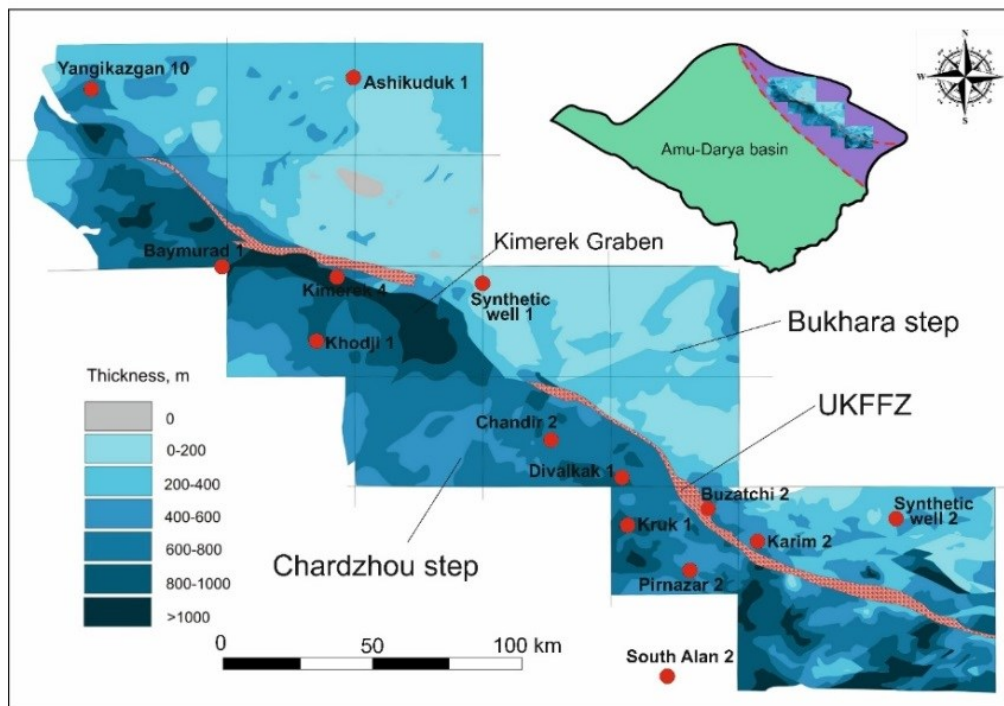 Yangikazgan 10
Ashikuduk 1
N
W
E
S
Amu-Darya basin
Baymurad 1
Kimerek Graben
Kimerek 4
Synthetic
well 1
Khodji 1
Bukhara step
Thickness, m
0
0-200
200-400
400-600
600-800
800-1000
>1000
UKFFZ
Chandir 2
Divalkak 1
Buzatchi 2
Synthetic
well 2
Kruk 1
Karim 2
Chardzhou step
Pirnazar 2
0
50
100 km
South Alan 2